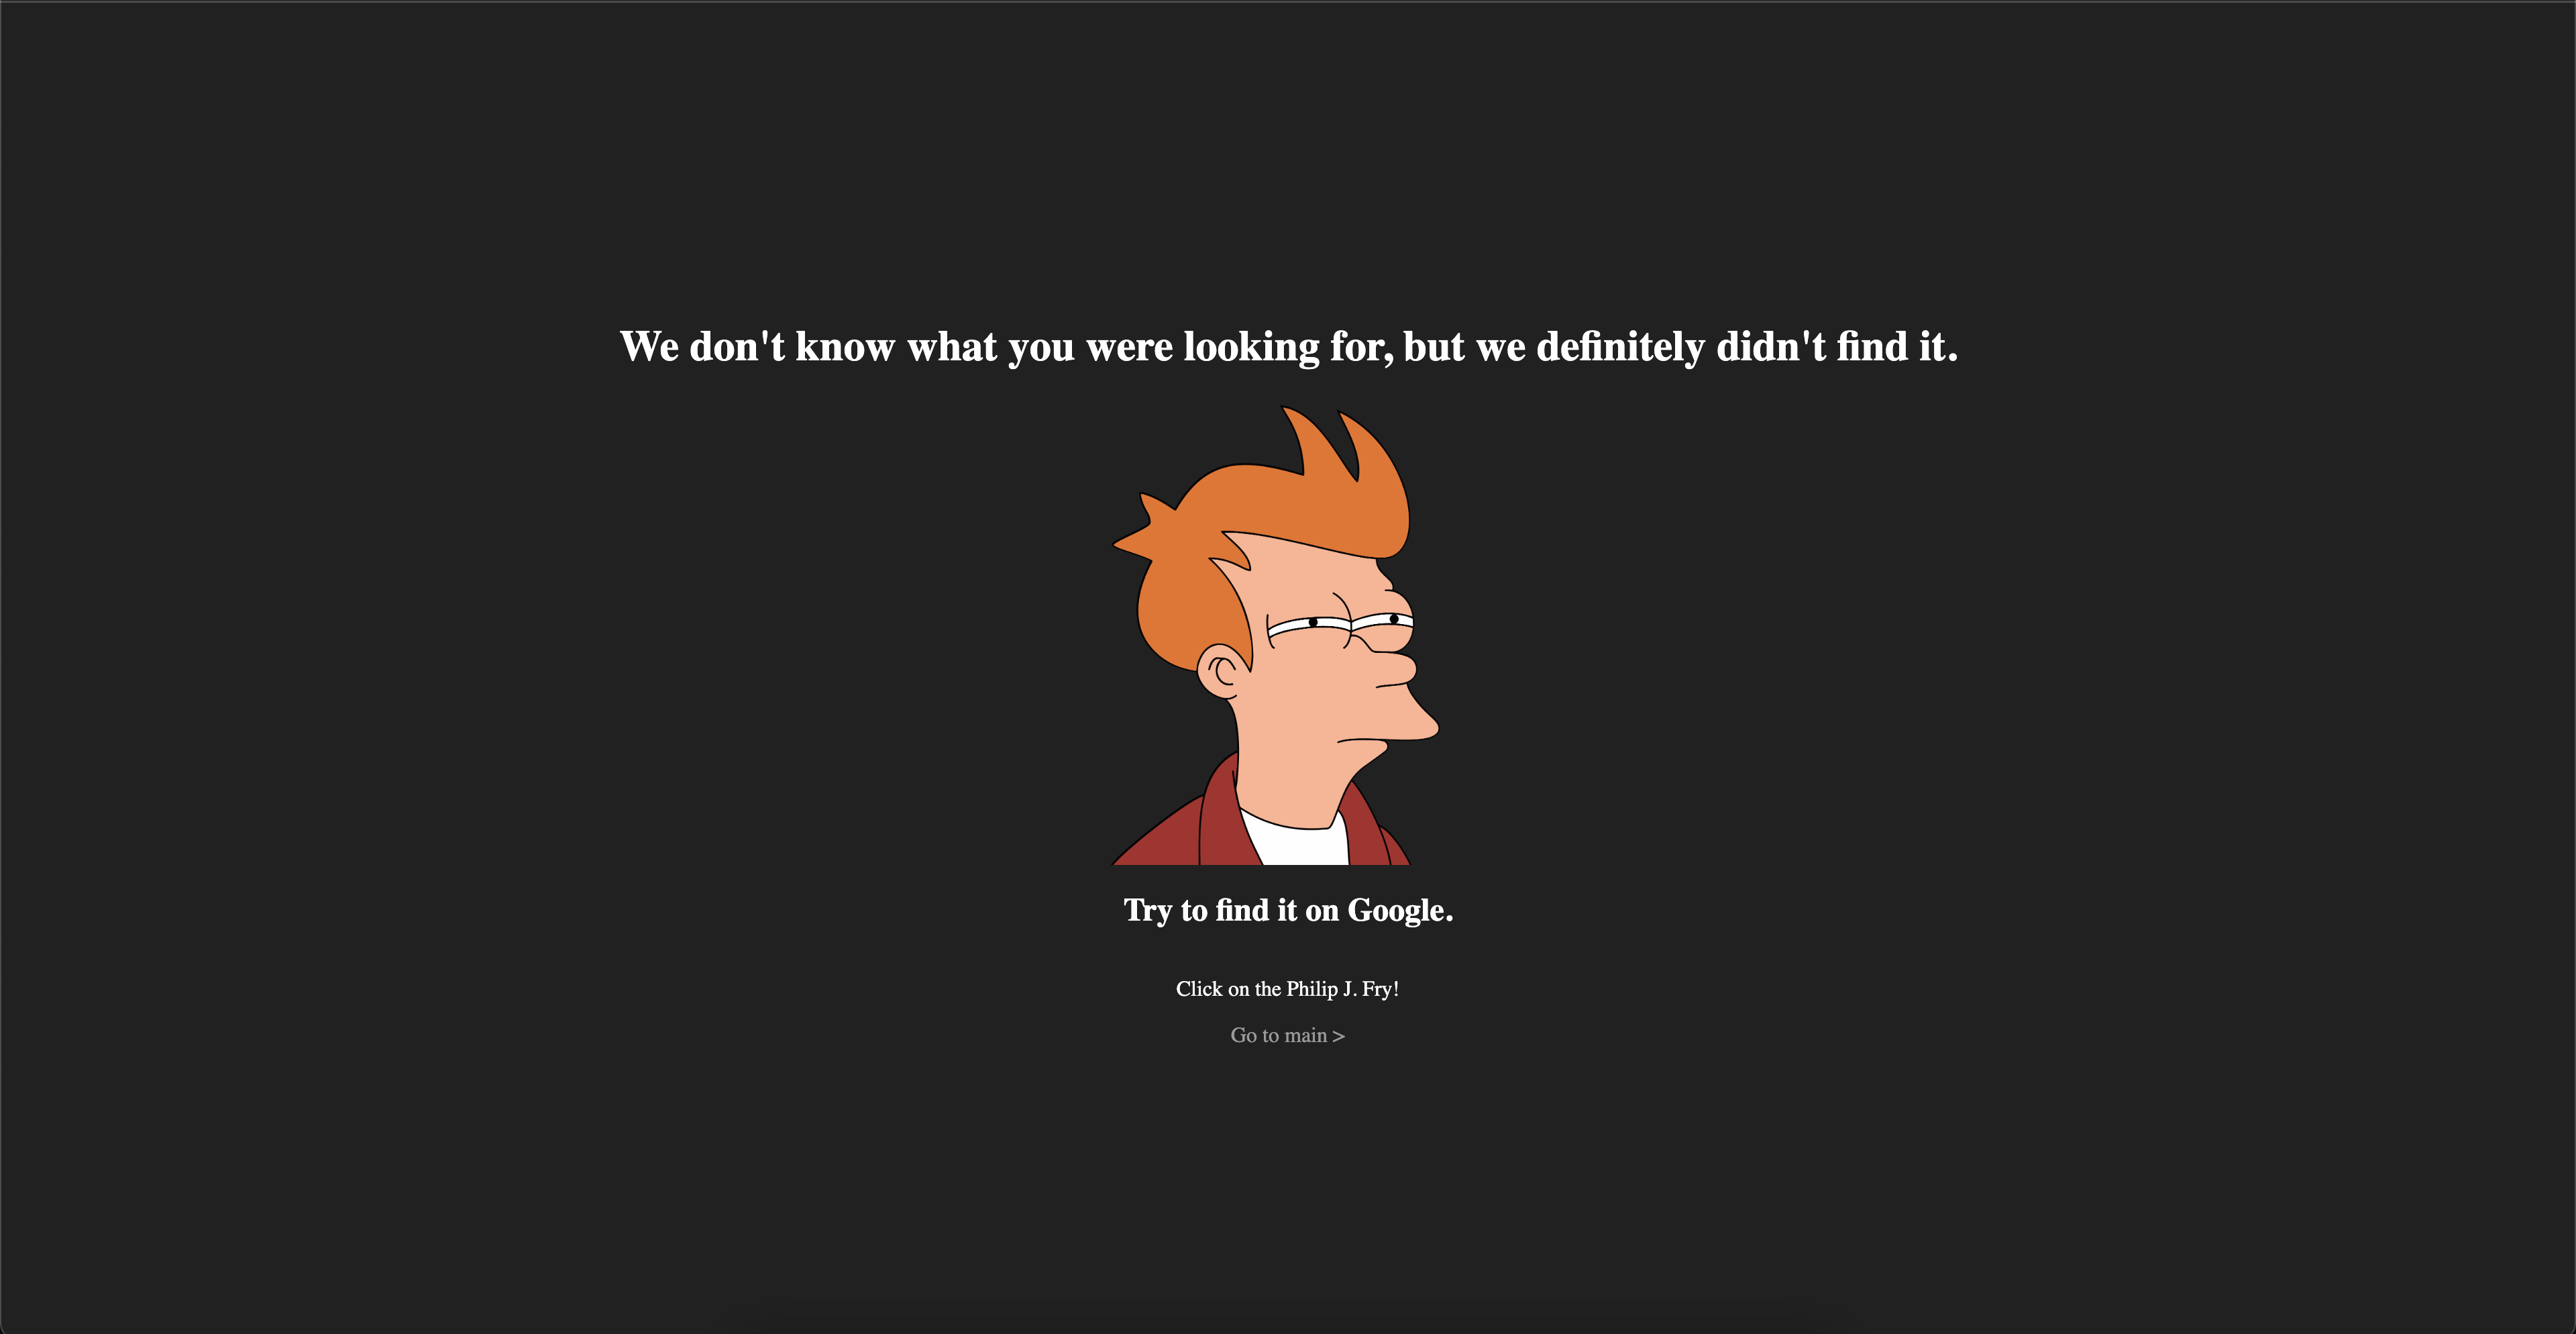 We don't know what you were looking for, but we definitely didn't find it.
Try to find it on Google.
Click on the Philip J. Fry!
Go to main >